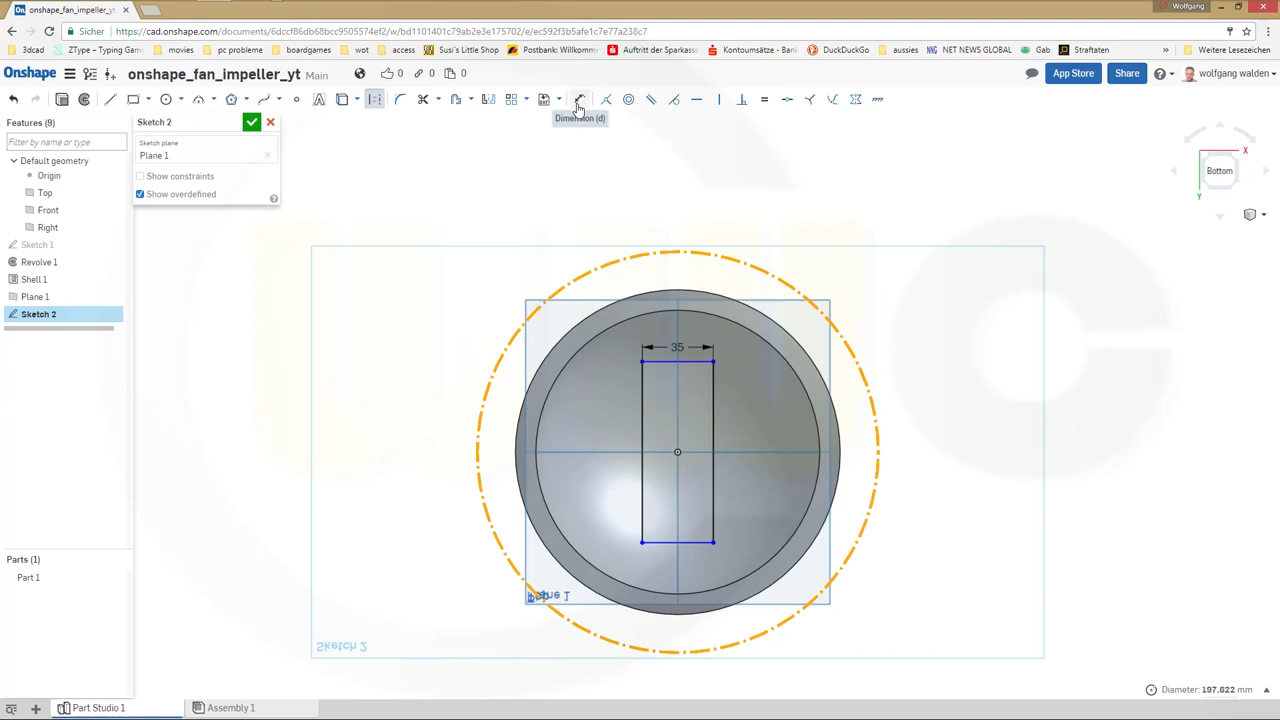 onshape_fan_impeller_yt
Wolfgang
Sicher
https://cad.onshape.com/documents/6dccf86db68bcc9505574ef2/w/bd1101401c79ab2e3e175702/e/ec592f3b5afe1c7e77a238c7
3dcad
ZType – Typing Gam
movies
pc probleme
boardgames
wot
access
Susi's Little Shop
Postbank: Willkomm
Auftritt der Sparkass
Kontoumsätze - Bank
DuckDuckGo
aussies
NET NEWS GLOBAL
Gab
Straftaten
»
Weitere Lesezeichen
Onshape
onshape_fan_impeller_yt
Main
0
0
0
App Store
Share
wolfgang walden
Dimension (d)
Features (9)
Filter by name or type
Default geometry
Origin
Top
Front
Right
Sketch 1
Revolve 1
Shell 1
Plane 1
Sketch 2
Sketch 2
Sketch plane
Plane 1
Show constraints
Show overdefined
X
Bottom
Y
35
Plane 1
Sketch 2
Parts (1)
Part 1
Diameter: 197.622 mm
Part Studio 1
Assembly 1